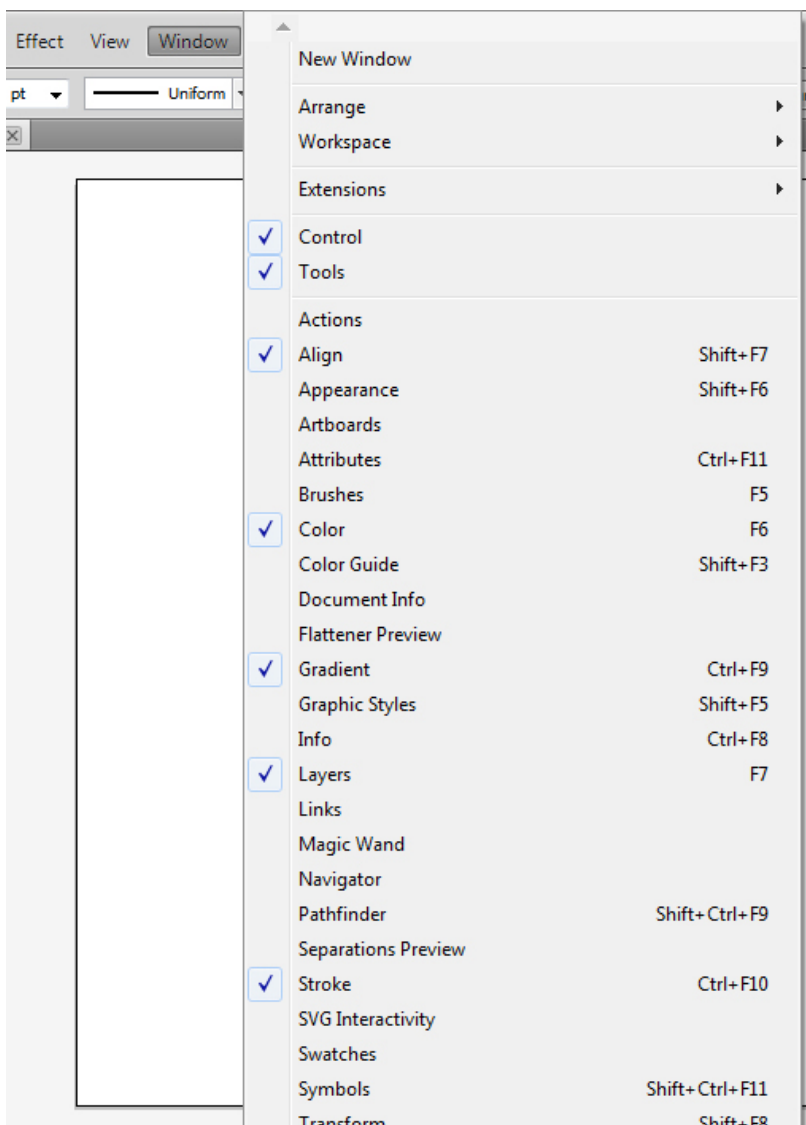 Effect View Window
pt Uniform
New Window
Arrange
Workspace
Extensions
Control
Tools
Actions
Align Shift+F7
Appearance Shift+F6
Artboards
Attributes Ctrl+F11
Brushes F5
Color F6
Color Guide Shift+F3
Document Info
Flattener Preview
Gradient Ctrl+F9
Graphic Styles Shift+F5
Info Ctrl+F8
Layers F7
Links
Magic Wand
Navigator
Pathfinder Shift+Ctrl+F9
Separations Preview
Stroke Ctrl+F10
SVG Interactivity
Swatches
Symbols Shift+Ctrl+F11
Transform Shift+F8